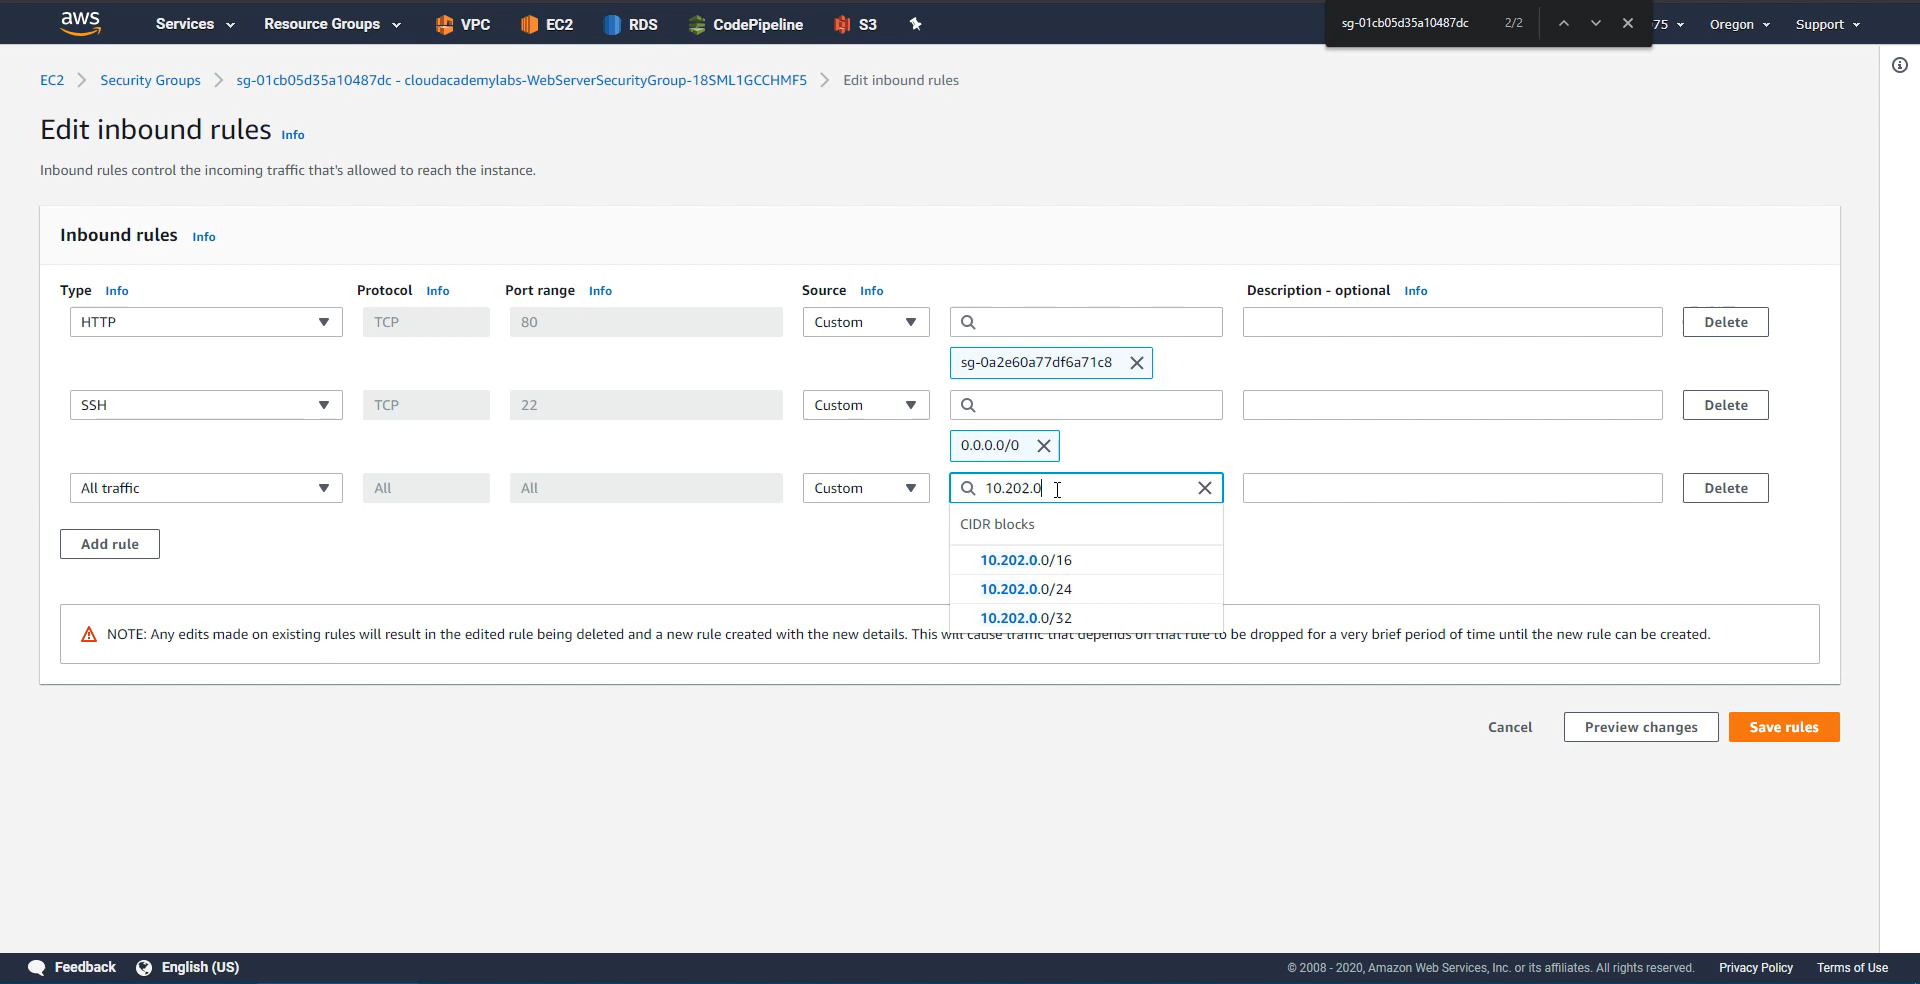 aws Services Resource Groups VPC EC2 RDS CodePipeline S3 sg-01cb05d35a10487dc 2/2 75 Oregon Support
EC2 Security Groups sg-01cb05d35a10487dc - cloudacademylabs-WebServerSecurityGroup-18SML1GCCHMF5 Edit inbound rules
Edit inbound rules Info
Inbound rules control the incoming traffic that's allowed to reach the instance.
Inbound rules Info
Type Info Protocol Info Port range Info Source Info Description - optional Info
HTTP TCP 80 Custom Delete
sg-0a2e60a77df6a71c8
SSH TCP 22 Custom Delete
0.0.0.0/0
All traffic All All Custom 10.202.0 Delete
CIDR blocks
Add rule
10.202.0.0/16
10.202.0.0/24
10.202.0.0/32
NOTE: Any edits made on existing rules will result in the edited rule being deleted and a new rule created with the new details. This will cause traffic that depends on that rule to be dropped for a very brief period of time until the new rule can be created.
Cancel Preview changes Save rules
Feedback English (US) © 2008 - 2020, Amazon Web Services, Inc. or its affiliates. All rights reserved. Privacy Policy Terms of Use